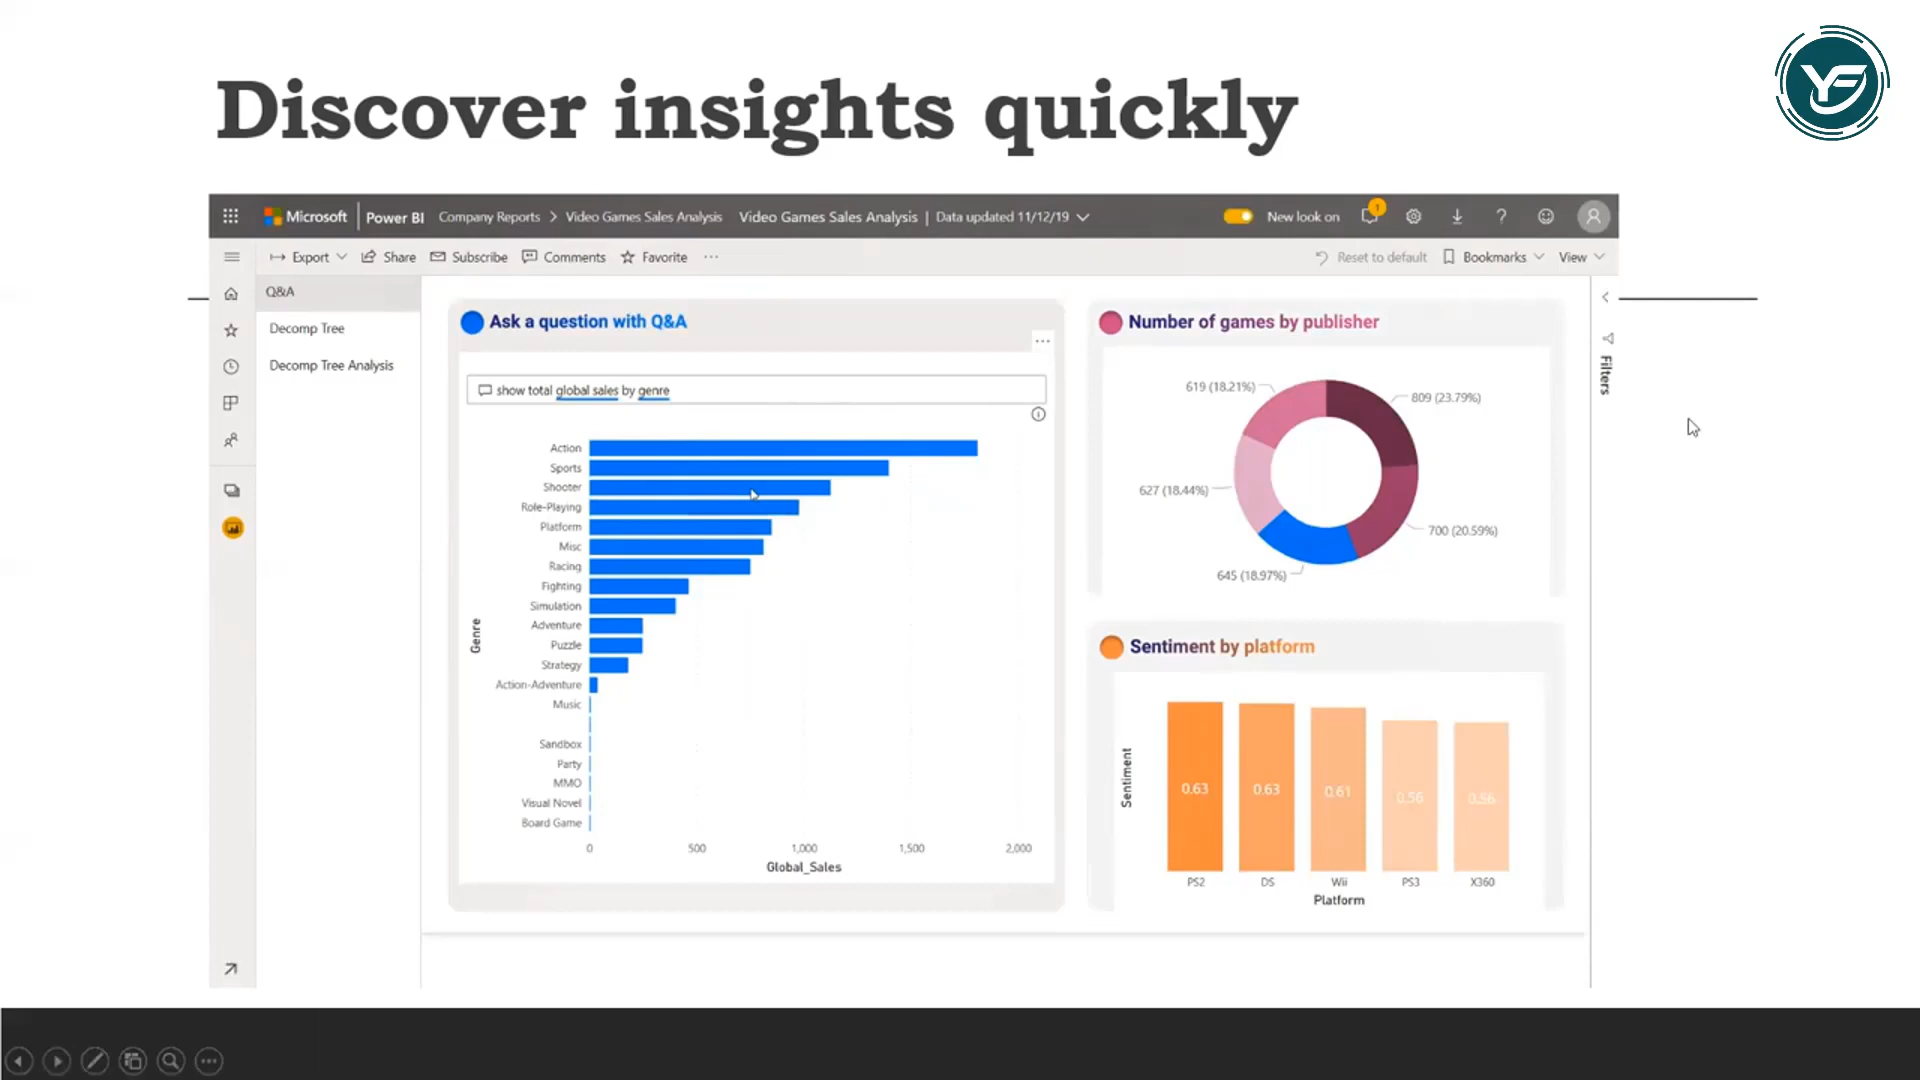 Discover insights quickly
YF
Microsoft Power BI Company Reports > Video Games Sales Analysis Video Games Sales Analysis | Data updated 11/12/19 New look on 1 ?
Export Share Subscribe Comments Favorite ... Reset to default Bookmarks View
Q&A
Decomp Tree
Decomp Tree Analysis
Ask a question with Q&A
...
show total global sales by genre
Genre
Action
Sports
Shooter
Role-Playing
Platform
Misc
Racing
Fighting
Simulation
Adventure
Puzzle
Strategy
Action-Adventure
Music
Sandbox
Party
MMO
Visual Novel
Board Game
0 500 1,000 1,500 2,000
Global_Sales
Number of games by publisher
619 (18.21%)
809 (23.79%)
627 (18.44%)
700 (20.59%)
645 (18.97%)
Sentiment by platform
Sentiment
0.63 0.63 0.61 0.56 0.56
PS2 DS Wii PS3 X360
Platform
Filters